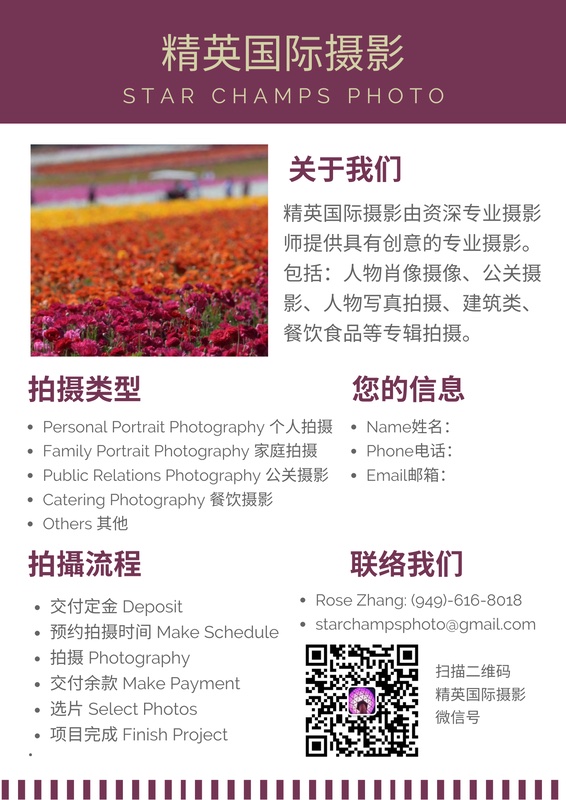 精英国际摄影
STAR CHAMPS PHOTO
关于我们
精英国际摄影由资深专业摄影
师提供具有创意的专业摄影。
包括：人物肖像摄像、公关摄
影、人物写真拍摄、建筑类、
餐饮食品等专辑拍摄。
拍摄类型
• Personal Portrait Photography 个人拍摄
• Family Portrait Photography 家庭拍摄
• Public Relations Photography 公关摄影
• Catering Photography 餐饮摄影
• Others 其他
您的信息
• Name姓名：
• Phone电话：
• Email邮箱：
拍攝流程
• 交付定金 Deposit
• 预约拍摄时间 Make Schedule
• 拍摄 Photography
• 交付余款 Make Payment
• 选片 Select Photos
• 项目完成 Finish Project
联络我们
• Rose Zhang: (949)-616-8018
• starchampsphoto@gmail.com
扫描二维码
精英国际摄影
微信号